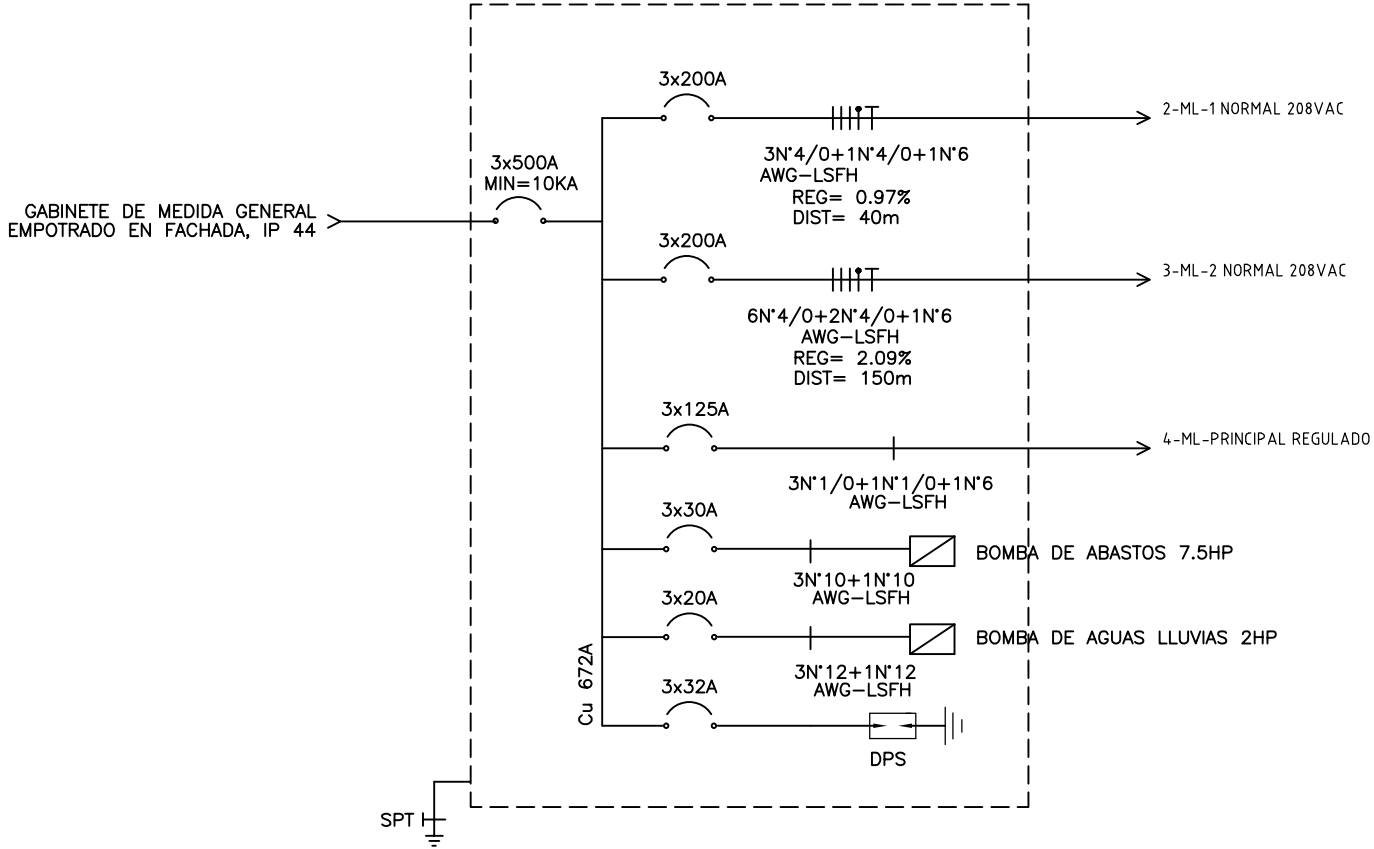 3x200A
2-ML-1 NORMAL 208VAC
3N°4/0+1N°4/0+1N°6
AWG-LSFH
REG= 0.97%
DIST= 40m
3x500A
MIN=10KA
GABINETE DE MEDIDA GENERAL
EMPOTRADO EN FACHADA, IP 44
3x200A
3-ML-2 NORMAL 208VAC
6N°4/0+2N°4/0+1N°6
AWG-LSFH
REG= 2.09%
DIST= 150m
3x125A
4-ML-PRINCIPAL REGULADO
3N°1/0+1N°1/0+1N°6
AWG-LSFH
3x30A
BOMBA DE ABASTOS 7.5HP
3N°10+1N°10
AWG-LSFH
3x20A
BOMBA DE AGUAS LLUVIAS 2HP
3N°12+1N°12
AWG-LSFH
Cu 672A
3x32A
DPS
SPT